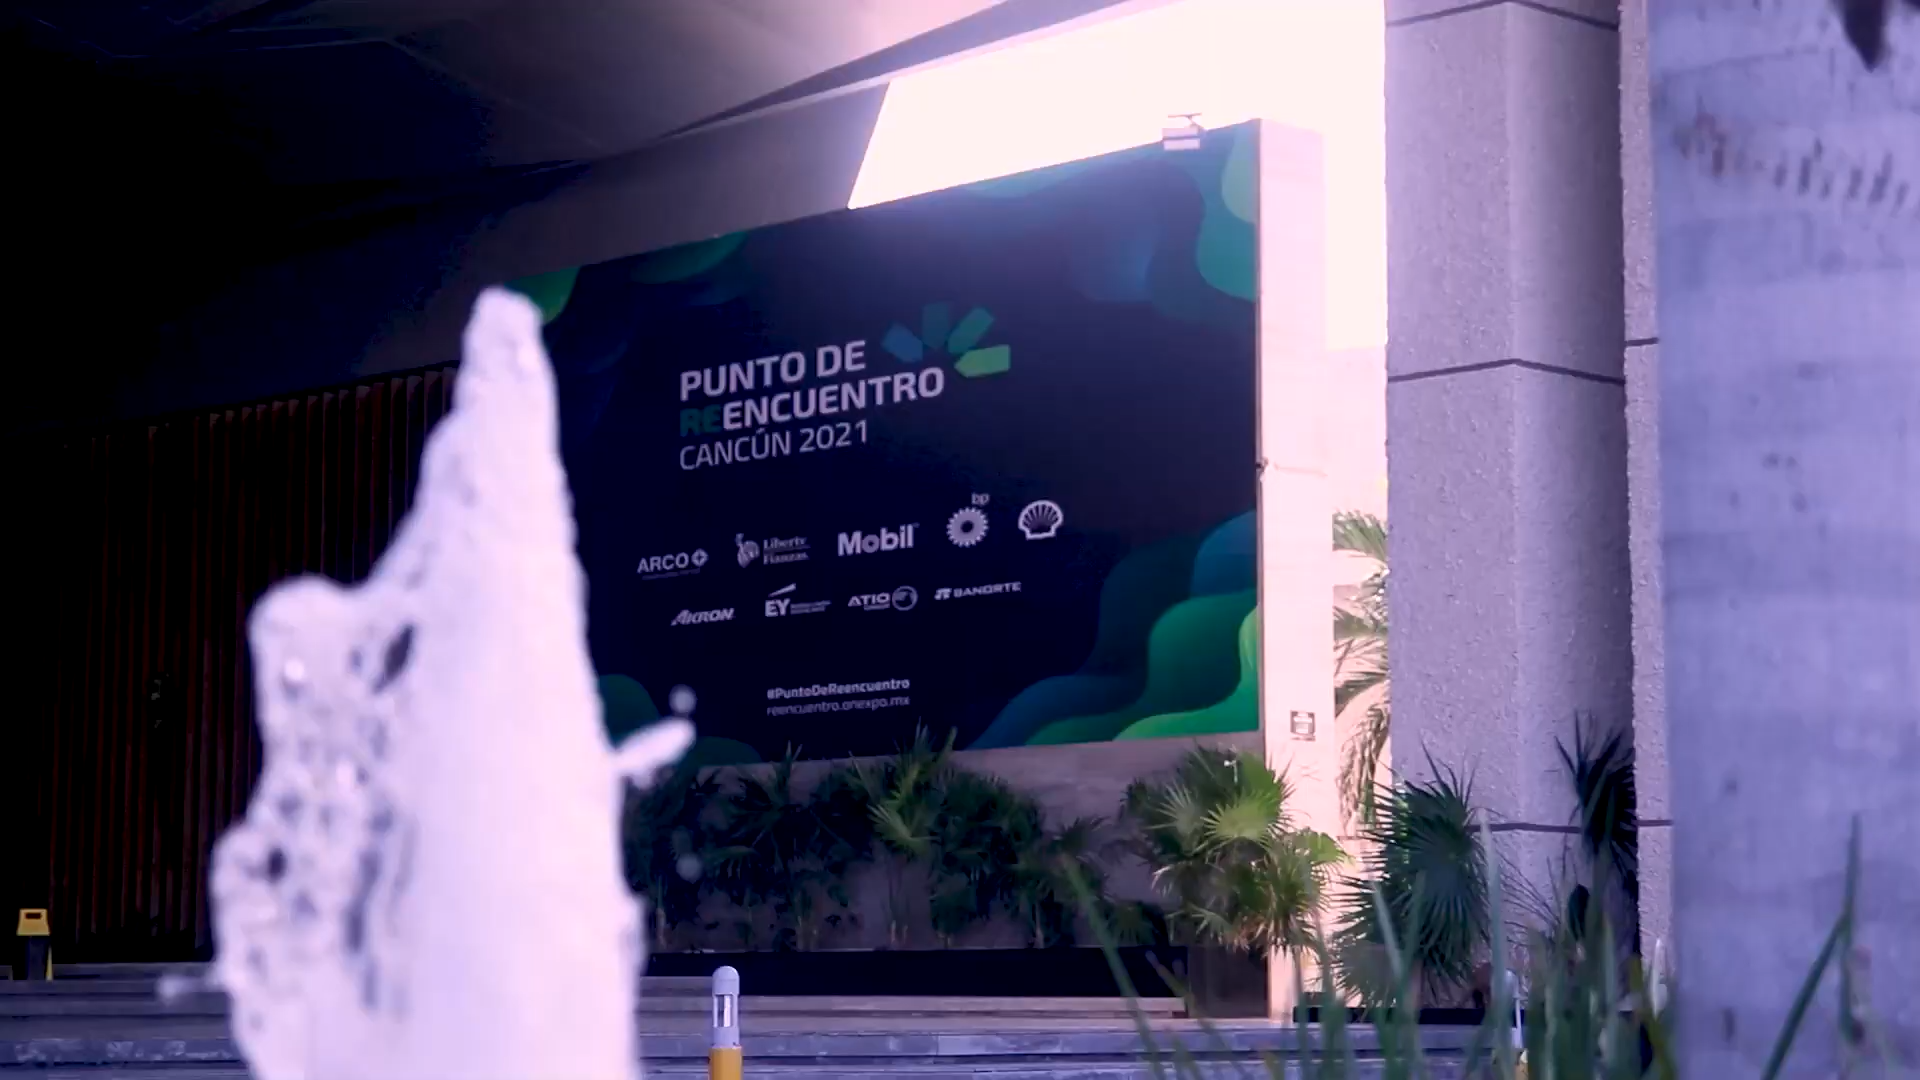 PUNTO DE
REENCUENTRO
CANCÚN 2021
ARCO
Liberty
Fianzas
Mobil
bp
AKRON
EY
ATIO
BANORTE
#PuntoDeReencuentro
reencuentro.onexpo.mx